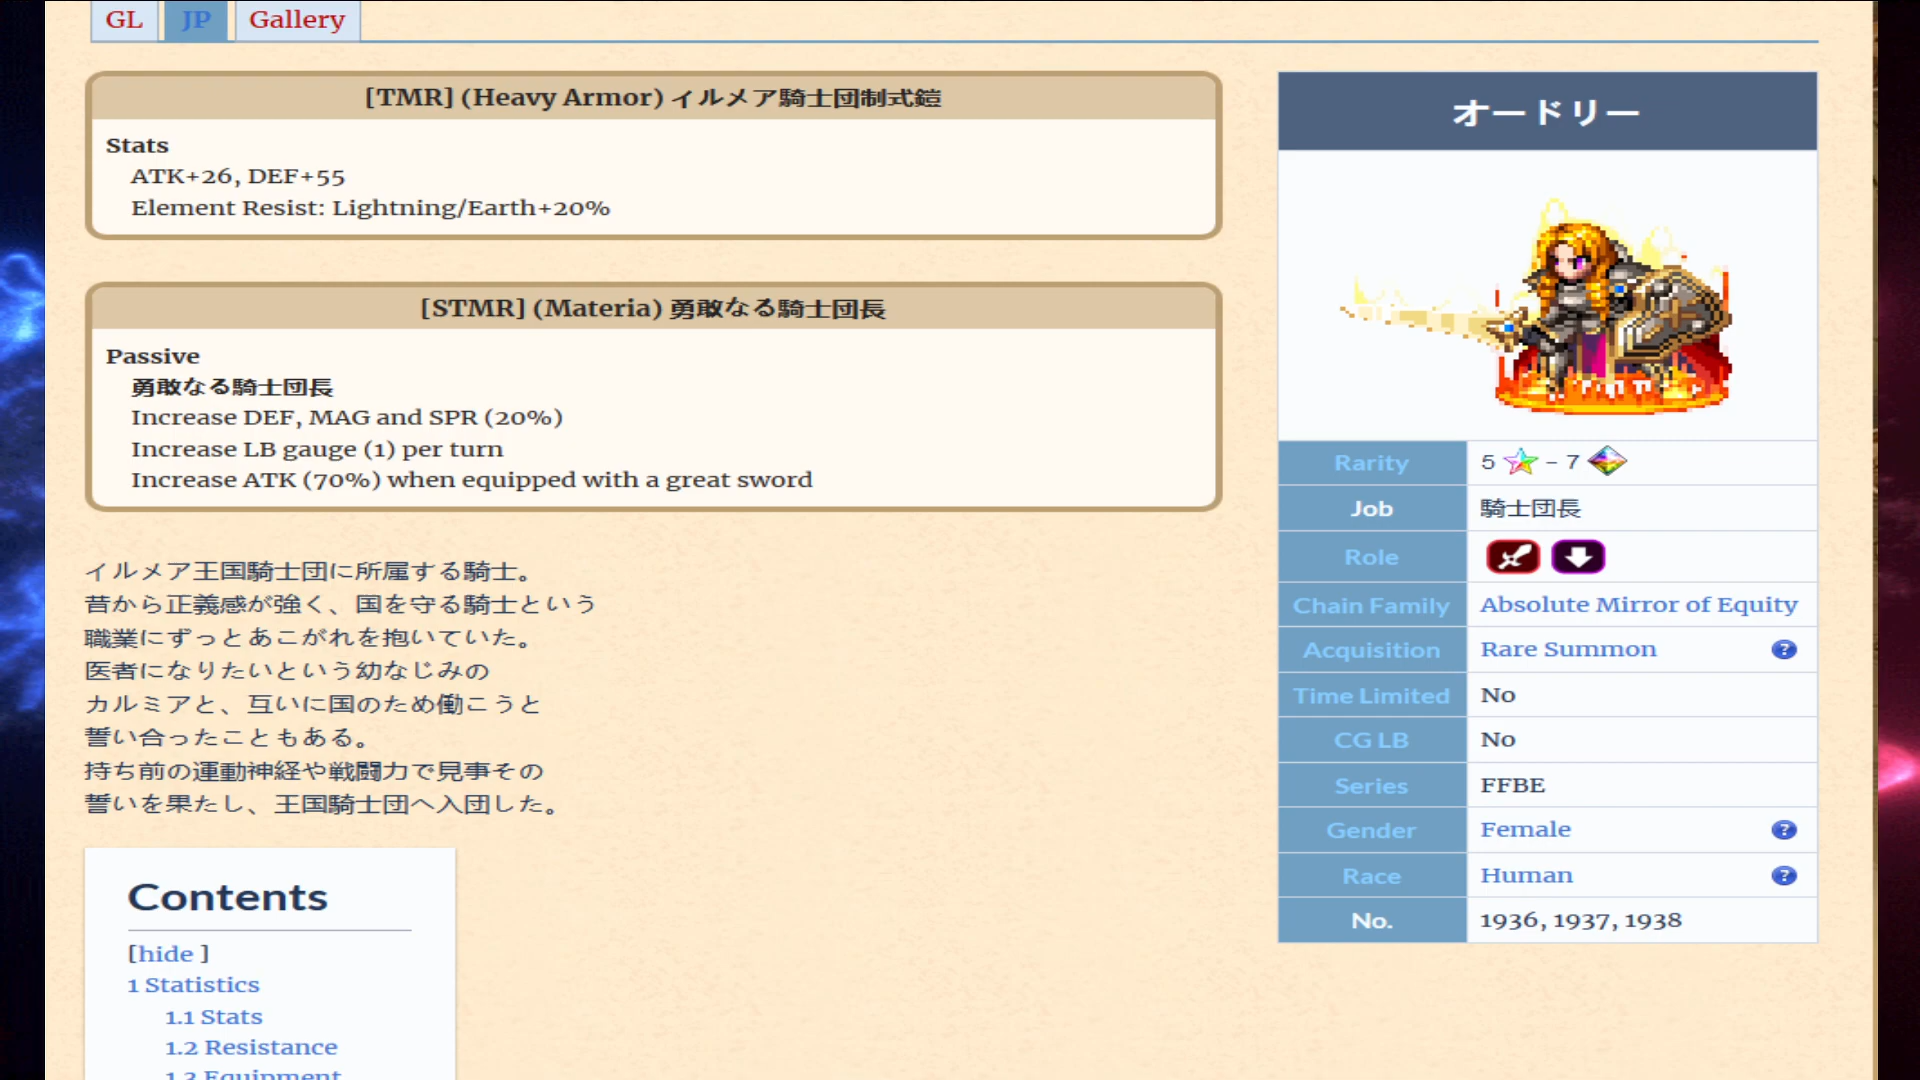 GL
JP
Gallery
[TMR] (Heavy Armor) イルメア騎士団制式鎧
Stats
ATK+26, DEF+55
Element Resist: Lightning/Earth+20%
[STMR] (Materia) 勇敢なる騎士団長
Passive
勇敢なる騎士団長
Increase DEF, MAG and SPR (20%)
Increase LB gauge (1) per turn
Increase ATK (70%) when equipped with a great sword
イルメア王国騎士団に所属する騎士。
昔から正義感が強く、国を守る騎士という
職業にずっとあこがれを抱いていた。
医者になりたいという幼なじみの
カルミアと、互いに国のため働こうと
誓い合ったこともある。
持ち前の運動神経や戦闘力で見事その
誓いを果たし、王国騎士団へ入団した。
Contents
[hide ]
1 Statistics
1.1 Stats
1.2 Resistance
1.3 Equipment
オードリー
Rarity 5 – 7
Job 騎士団長
Role
Chain Family Absolute Mirror of Equity
Acquisition Rare Summon ?
Time Limited No
CG LB No
Series FFBE
Gender Female ?
Race Human ?
No. 1936, 1937, 1938